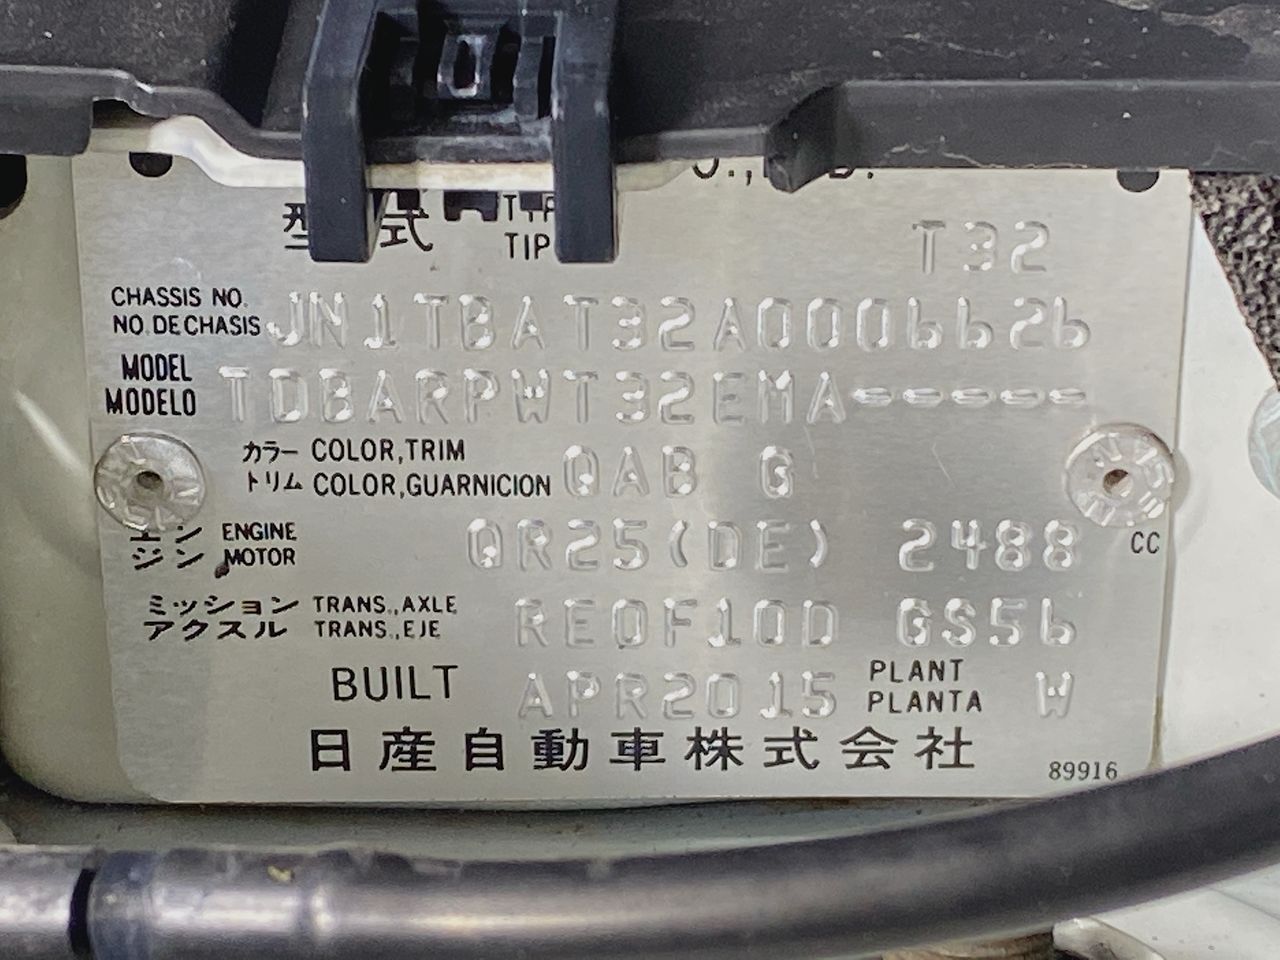 型式 TYP T32
TIP
CHASSIS NO. JN1TBAT32A0006626
NO. DE CHASIS
MODEL TDBARPWT32EMA-----
MODELO
カラー COLOR,TRIM QAB G
トリム COLOR,GUARNICION
エン ENGINE QR25(DE) 2488 CC
ジン MOTOR
ミッション TRANS.,AXLE RE0F10D GS56
アクスル TRANS.,EJE
BUILT APR2015 PLANT W
PLANTA
日産自動車株式会社
89916